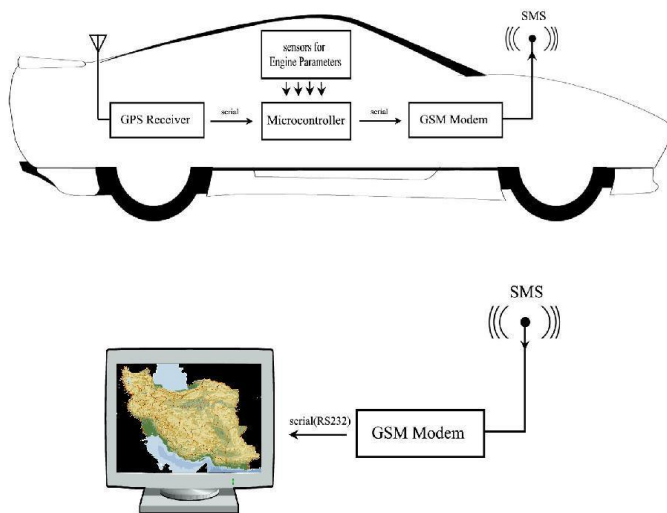 SMS
sensors for
Engine Parameters
GPS Receiver
serial
Microcontroller
serial
GSM Modem
SMS
serial(RS232)
GSM Modem